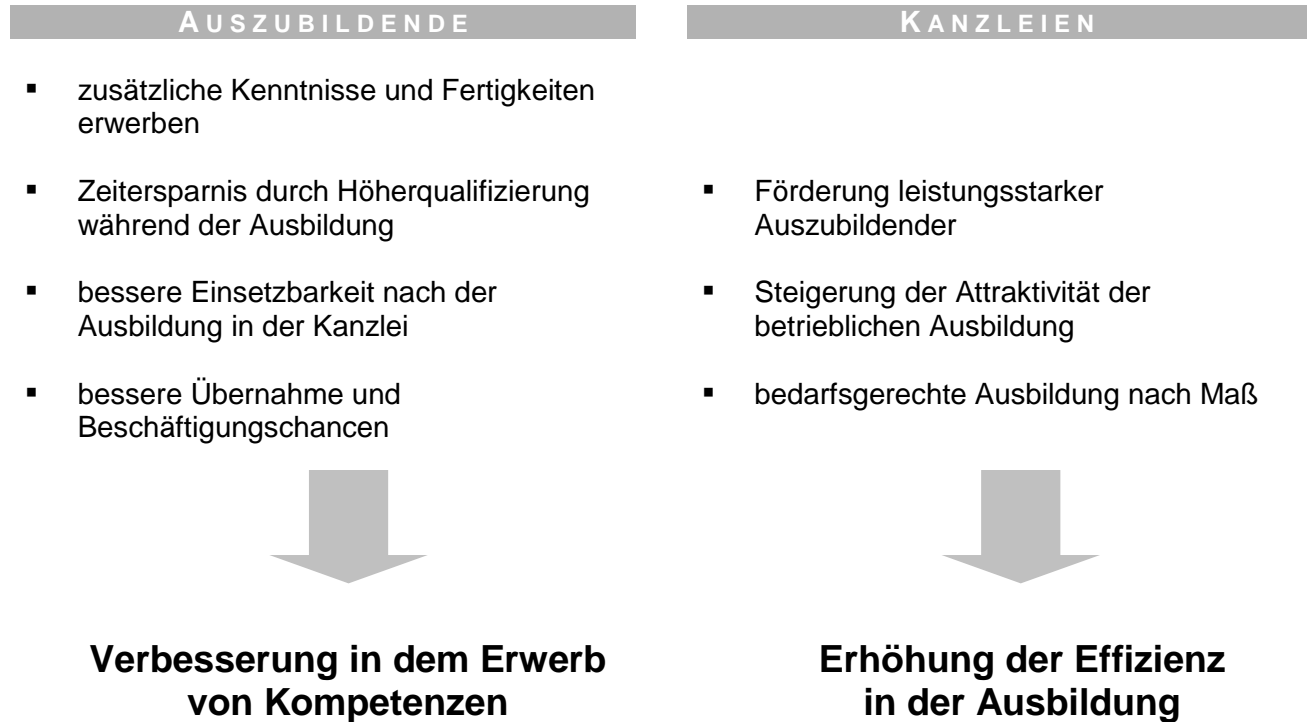 AUSZUBILDENDE
zusätzliche Kenntnisse und Fertigkeiten
erwerben
Zeitersparnis durch Höherqualifizierung
während der Ausbildung
bessere Einsetzbarkeit nach der
Ausbildung in der Kanzlei
bessere Übernahme und
Beschäftigungschancen
Verbesserung in dem Erwerb
von Kompetenzen
KANZLEIEN
Förderung leistungsstarker
Auszubildender
Steigerung der Attraktivität der
betrieblichen Ausbildung
bedarfsgerechte Ausbildung nach Maß
Erhöhung der Effizienz
in der Ausbildung